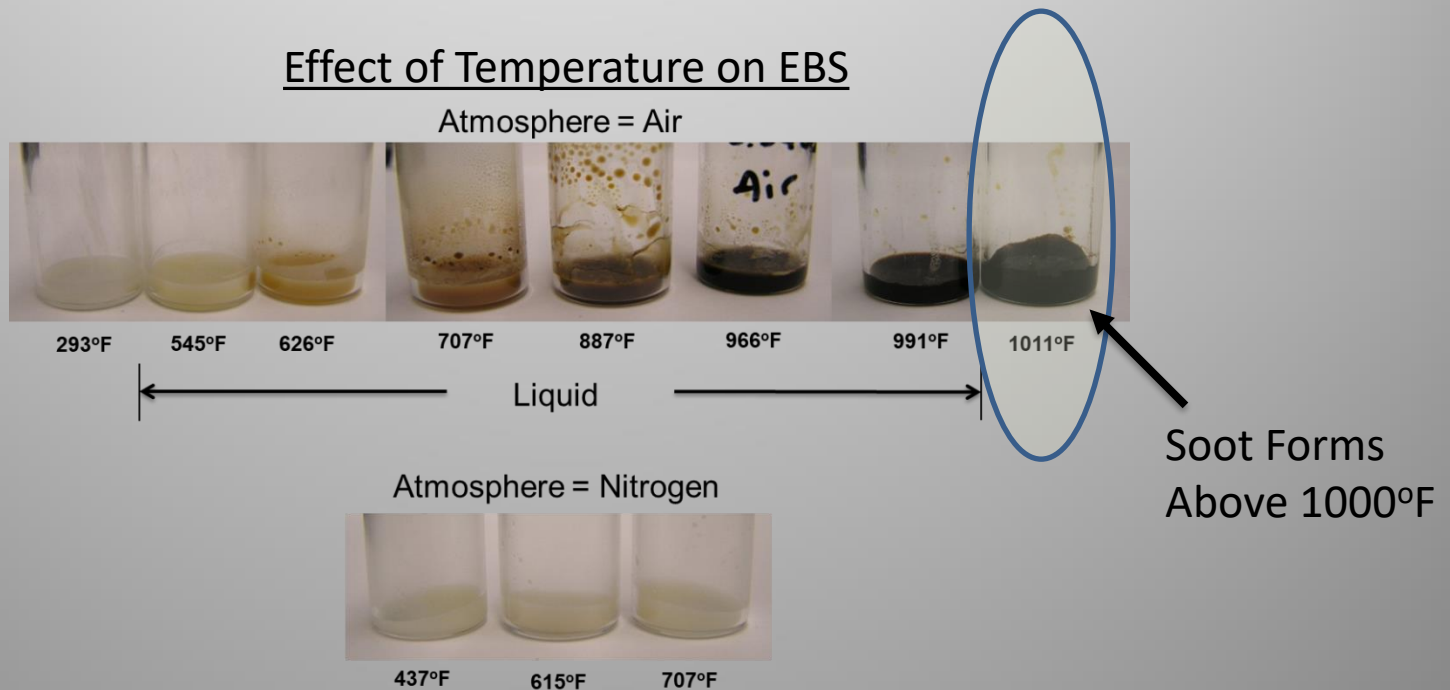 Effect of Temperature on EBS
Atmosphere = Air
Air
293°F 545°F 626°F 707°F 887°F 966°F 991°F 1011°F
Liquid
Soot Forms
Above 1000°F
Atmosphere = Nitrogen
437°F 615°F 707°F